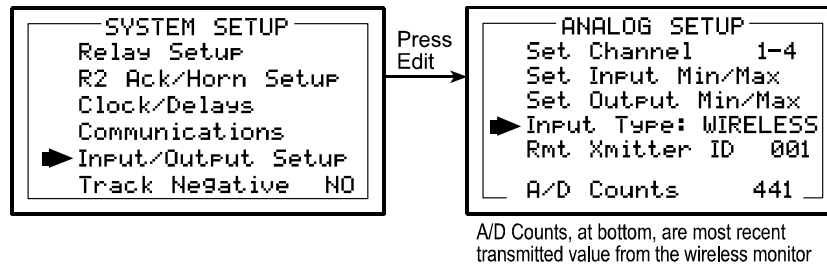 SYSTEM SETUP
Relay Setup
R2 Ack/Horn Setup
Clock/Delays
Communications
Input/Output Setup
Track Negative NO
Press
Edit
ANALOG SETUP
Set Channel 1-4
Set Input Min/Max
Set Output Min/Max
Input Type: WIRELESS
Rmt Xmitter ID 001
A/D Counts 441
A/D Counts, at bottom, are most recent
transmitted value from the wireless monitor